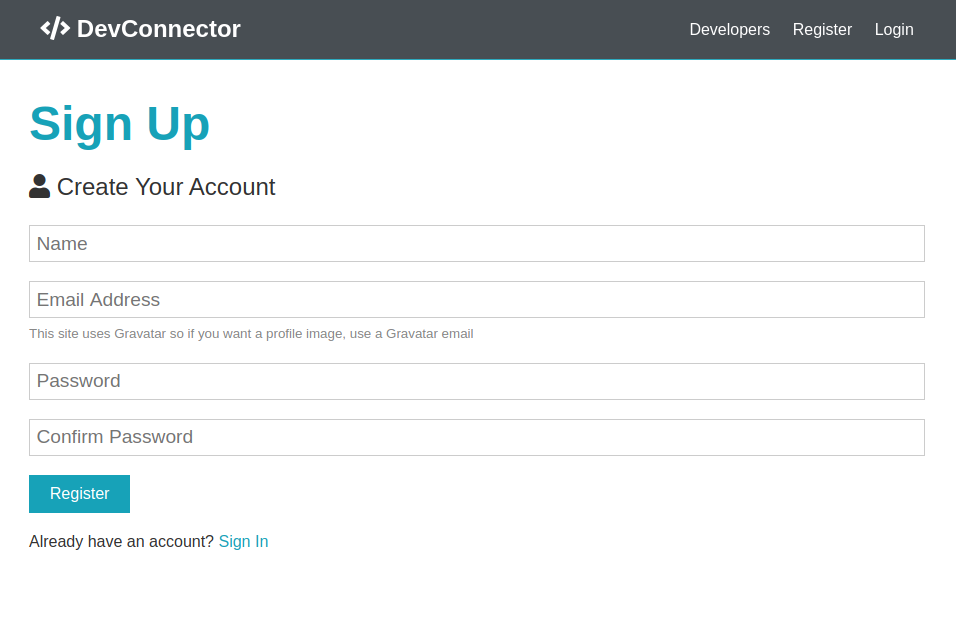 DevConnector
Developers Register Login
Sign Up
Create Your Account
Name
Email Address
This site uses Gravatar so if you want a profile image, use a Gravatar email
Password
Confirm Password
Register
Already have an account? Sign In